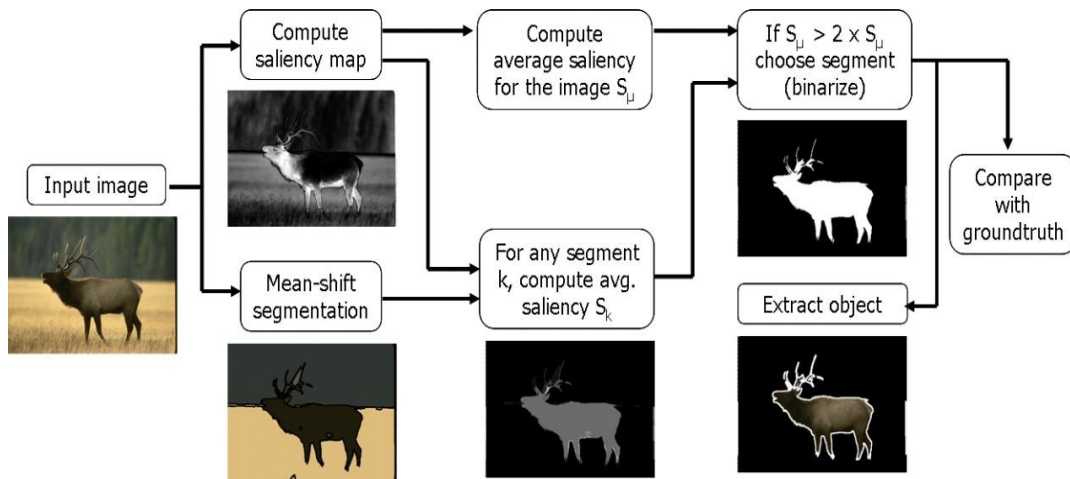 Compute
saliency map
Compute
average saliency
for the image Sμ
If Sμ > 2 x Sμ
choose segment
(binarize)
Input image
Compare
with
groundtruth
Mean-shift
segmentation
For any segment
k, compute avg.
saliency Sk
Extract object